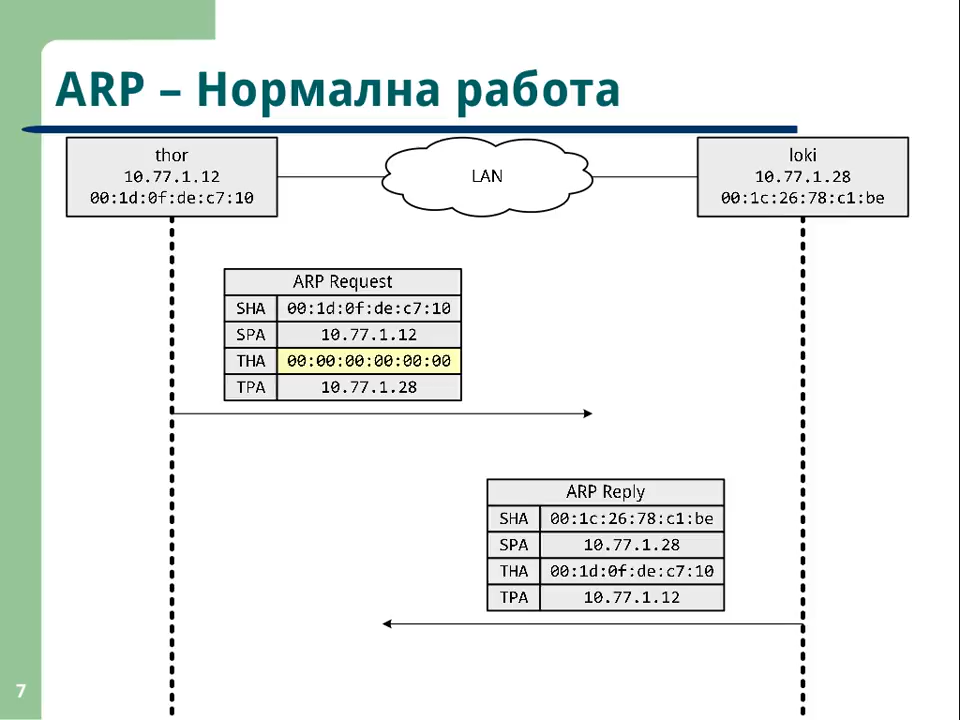 ARP – Нормална работа
thor
10.77.1.12
00:1d:0f:de:c7:10
LAN
loki
10.77.1.28
00:1c:26:78:c1:be
ARP Request
SHA 00:1d:0f:de:c7:10
SPA 10.77.1.12
THA 00:00:00:00:00:00
TPA 10.77.1.28
ARP Reply
SHA 00:1c:26:78:c1:be
SPA 10.77.1.28
THA 00:1d:0f:de:c7:10
TPA 10.77.1.12
7